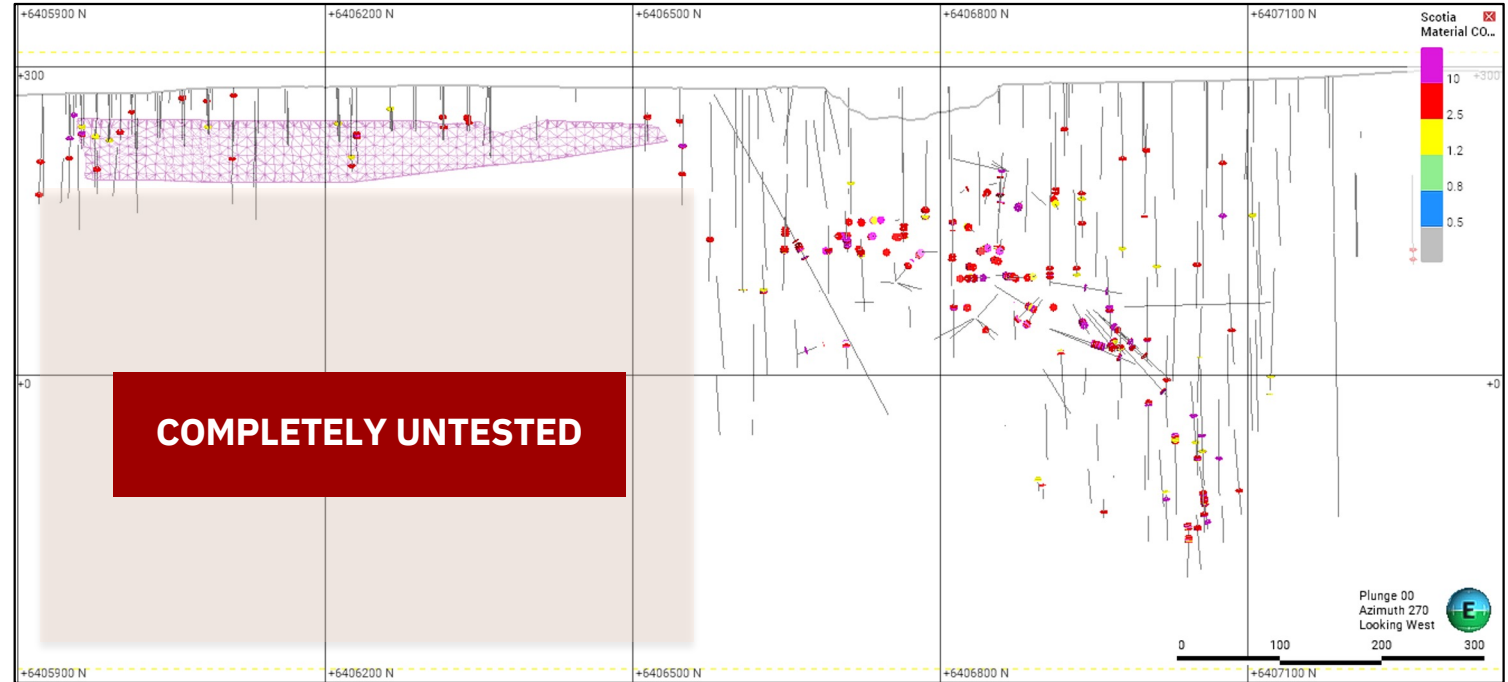 +6405900 N
+6406200 N
+6406500 N
+6406800 N
+6407100 N
Scotia
Material CO...
+300
+300
10
2.5
1.2
0.8
0.5
+0
+0
COMPLETELY UNTESTED
Plunge 00
Azimuth 270
Looking West
E
0 100 200 300
+6405900 N
+6406200 N
+6406500 N
+6406800 N
+6407100 N